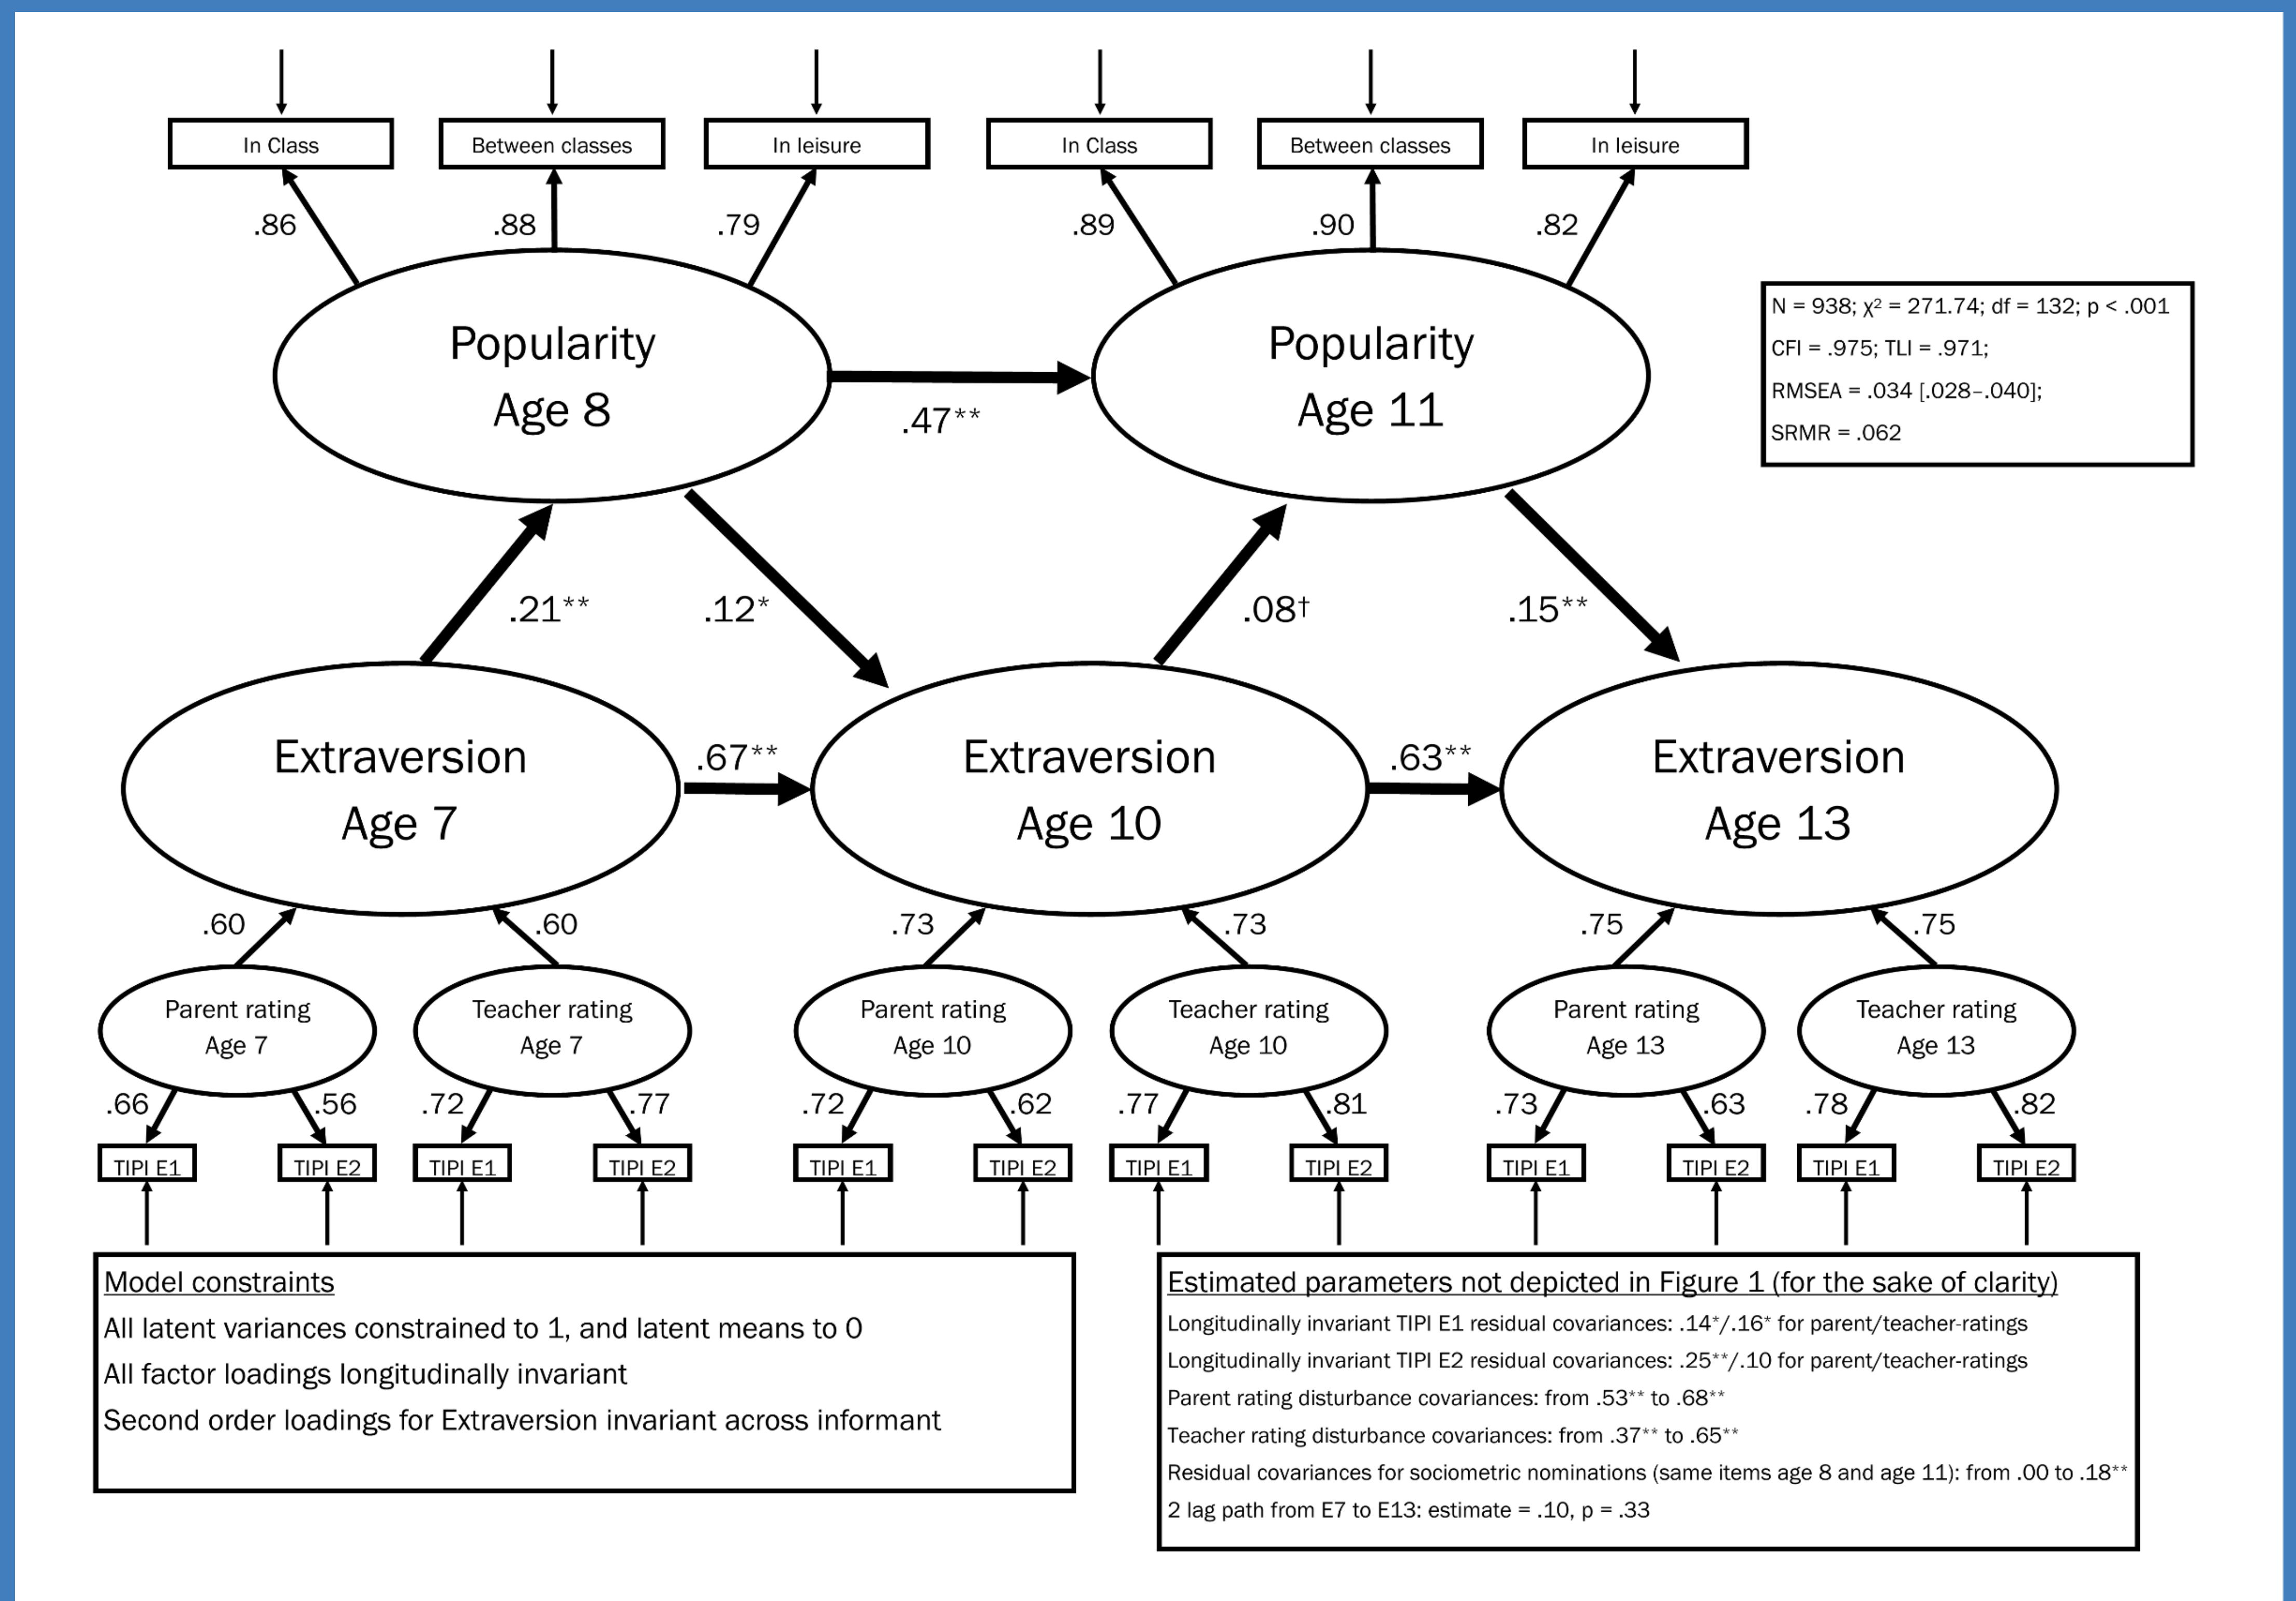 In Class
Between classes
In leisure
In Class
Between classes
In leisure
.86
.88
.79
.89
.90
.82
Popularity
Age 8
Popularity
Age 11
.47**
N = 938; χ² = 271.74; df = 132; p < .001
CFI = .975; TLI = .971;
RMSEA = .034 [.028–.040];
SRMR = .062
.21**
.12*
.08†
.15**
Extraversion
Age 7
.67**
Extraversion
Age 10
.63**
Extraversion
Age 13
.60
.60
.73
.73
.75
.75
Parent rating
Age 7
Teacher rating
Age 7
Parent rating
Age 10
Teacher rating
Age 10
Parent rating
Age 13
Teacher rating
Age 13
.66
.56
.72
.77
.72
.62
.77
.81
.73
.63
.78
.82
TIPI E1
TIPI E2
TIPI E1
TIPI E2
TIPI E1
TIPI E2
TIPI E1
TIPI E2
TIPI E1
TIPI E2
TIPI E1
TIPI E2
Model constraints
All latent variances constrained to 1, and latent means to 0
All factor loadings longitudinally invariant
Second order loadings for Extraversion invariant across informant
Estimated parameters not depicted in Figure 1 (for the sake of clarity)
Longitudinally invariant TIPI E1 residual covariances: .14*/.16* for parent/teacher-ratings
Longitudinally invariant TIPI E2 residual covariances: .25**/.10 for parent/teacher-ratings
Parent rating disturbance covariances: from .53** to .68**
Teacher rating disturbance covariances: from .37** to .65**
Residual covariances for sociometric nominations (same items age 8 and age 11): from .00 to .18**
2 lag path from E7 to E13: estimate = .10, p = .33